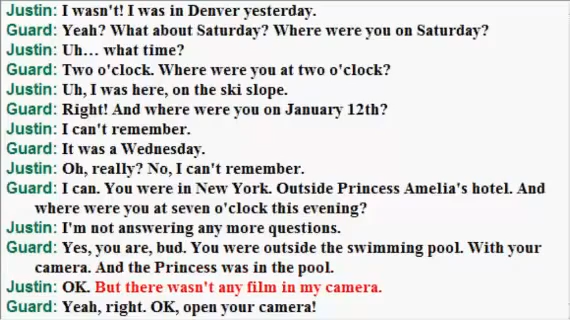 Justin: I wasn't! I was in Denver yesterday.
Guard: Yeah? What about Saturday? Where were you on Saturday?
Justin: Uh… what time?
Guard: Two o'clock. Where were you at two o'clock?
Justin: Uh, I was here, on the ski slope.
Guard: Right! And where were you on January 12th?
Justin: I can't remember.
Guard: It was a Wednesday.
Justin: Oh, really? No, I can't remember.
Guard: I can. You were in New York. Outside Princess Amelia's hotel. And
where were you at seven o'clock this evening?
Justin: I'm not answering any more questions.
Guard: Yes, you are, bud. You were outside the swimming pool. With your
camera. And the Princess was in the pool.
Justin: OK. But there wasn't any film in my camera.
Guard: Yeah, right. OK, open your camera!